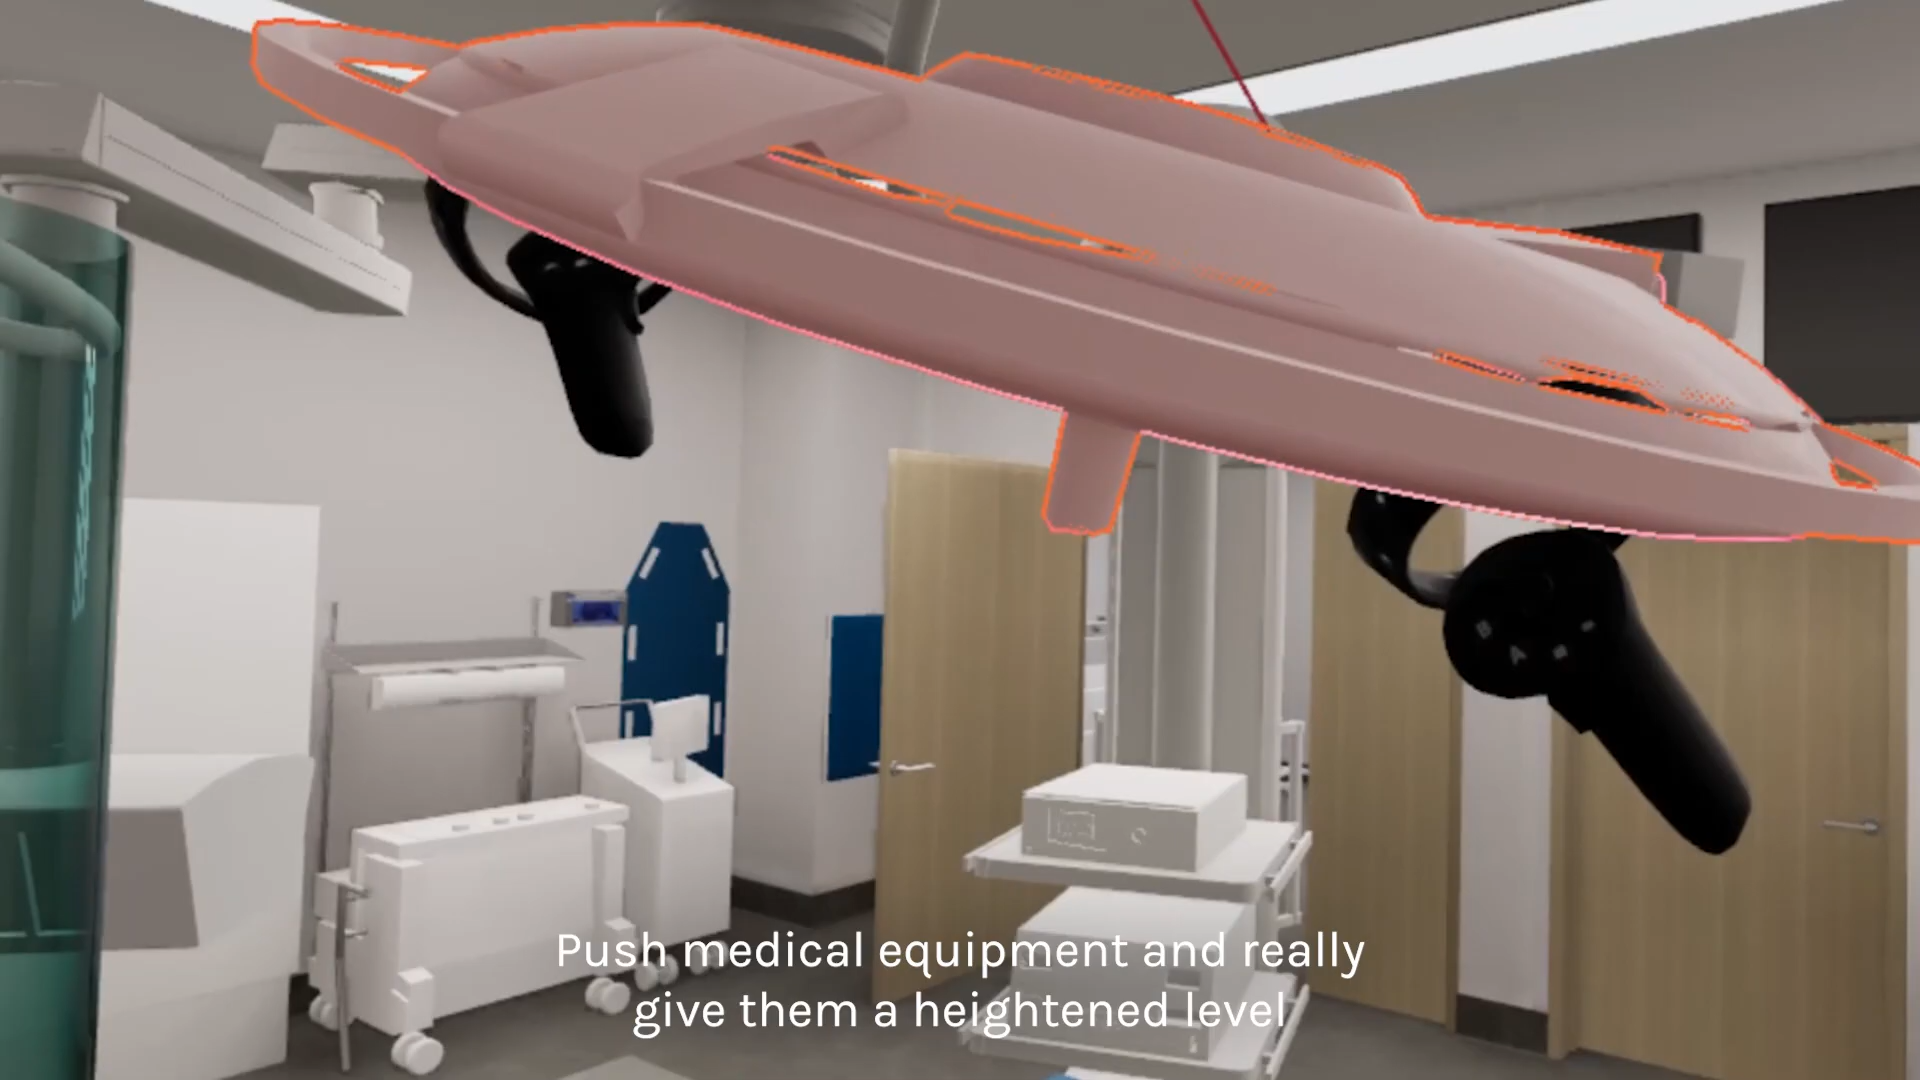 Push medical equipment and really
give them a heightened level